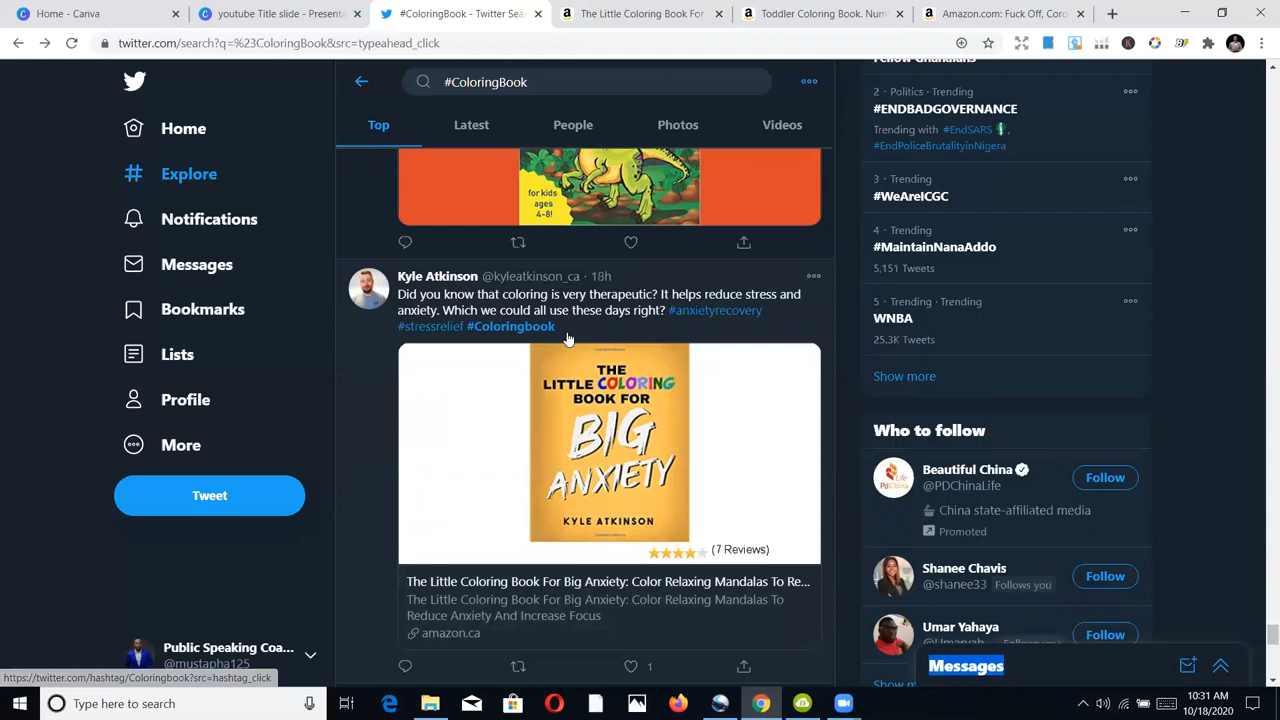 Home - Canva
youtube Title slide - Presenta
#ColoringBook - Twitter Sea
The Little Coloring Book For
Toddler Coloring Book. Num
Amazon.com: Fuck Off, Coro
twitter.com/search?q=%23ColoringBook&src=typeahead_click
Home
Explore
Notifications
Messages
Bookmarks
Lists
Profile
More
Tweet
Public Speaking Coa...
@mustapha125
https://twitter.com/hashtag/Coloringbook?src=hashtag_click
#ColoringBook
Top
Latest
People
Photos
Videos
for kids
ages
4-8!
Kyle Atkinson @kyleatkinson_ca · 18h
Did you know that coloring is very therapeutic? It helps reduce stress and
anxiety. Which we could all use these days right? #anxietyrecovery
#stressrelief #Coloringbook
THE
LITTLE COLORING
BOOK FOR
BIG
ANXIETY
KYLE ATKINSON
(7 Reviews)
The Little Coloring Book For Big Anxiety: Color Relaxing Mandalas To Re...
The Little Coloring Book For Big Anxiety: Color Relaxing Mandalas To
Reduce Anxiety And Increase Focus
amazon.ca
1
2 · Politics · Trending
#ENDBADGOVERNANCE
Trending with #EndSARS ,
#EndPoliceBrutalityinNigera
3 · Trending
#WeAreICGC
4 · Trending
#MaintainNanaAddo
5,151 Tweets
5 · Trending · Trending
WNBA
25.3K Tweets
Show more
Who to follow
Beautiful China
@PDChinaLife
Follow
China state-affiliated media
Promoted
Shanee Chavis
@shanee33 Follows you
Follow
Umar Yahaya
Follow
Messages
Type here to search
10:31 AM
10/18/2020